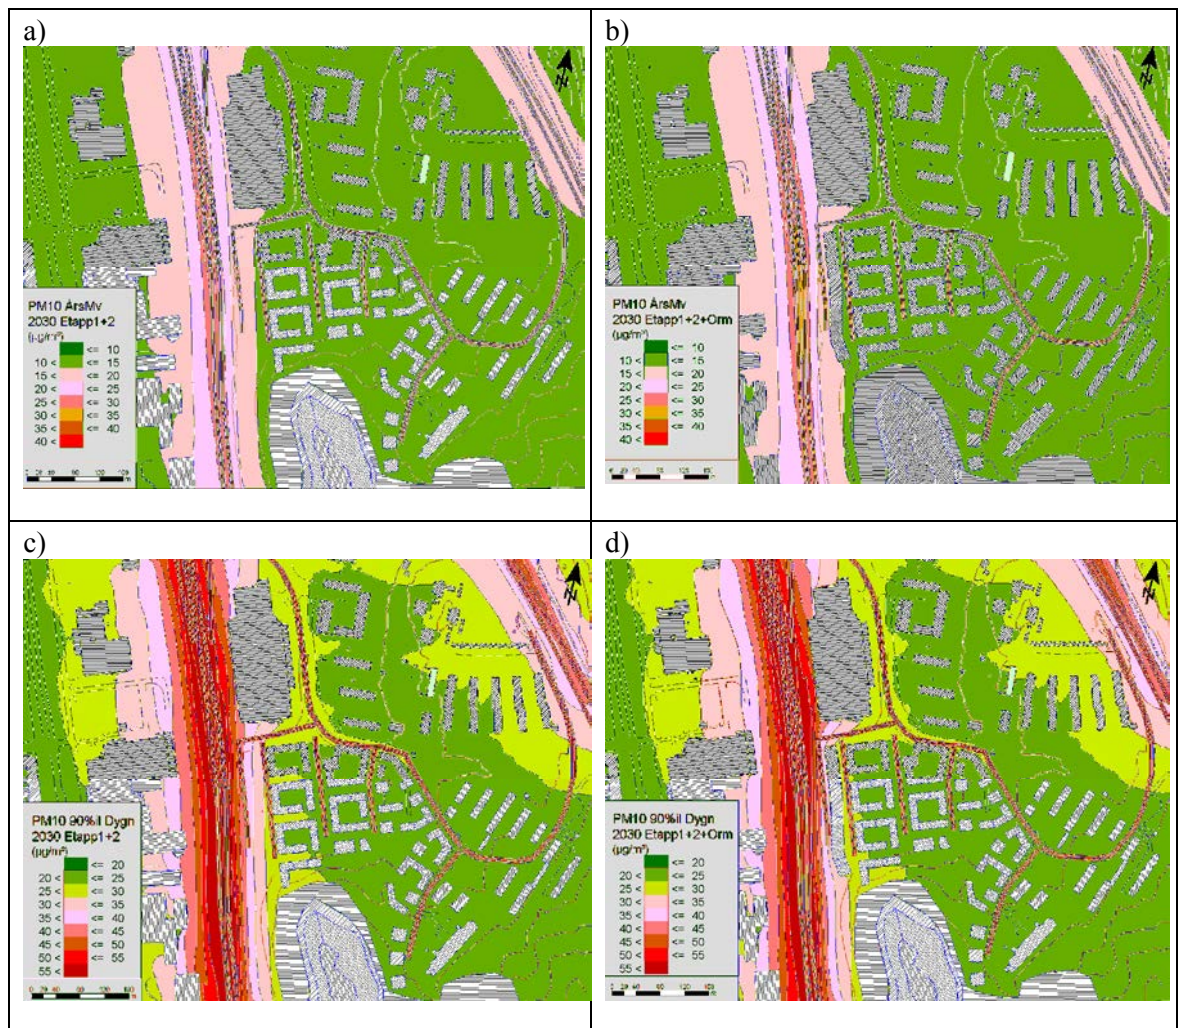 a)
b)
PM10 ÅrsMv
2030 Etapp1+2
(µg/m³)
<= 10
10 < <= 15
15 < <= 20
20 < <= 25
25 < <= 30
30 < <= 35
35 < <= 40
40 <
PM10 ÅrsMv
2030 Etapp1+2+Orm
(µg/m³)
<= 10
10 < <= 15
15 < <= 20
20 < <= 25
25 < <= 30
30 < <= 35
35 < <= 40
40 <
c)
d)
PM10 90%il Dygn
2030 Etapp1+2
(µg/m³)
<= 20
20 < <= 25
25 < <= 30
30 < <= 35
35 < <= 40
40 < <= 45
45 < <= 50
50 < <= 55
55 <
PM10 90%il Dygn
2030 Etapp1+2+Orm
(µg/m³)
<= 20
20 < <= 25
25 < <= 30
30 < <= 35
35 < <= 40
40 < <= 45
45 < <= 50
50 < <= 55
55 <